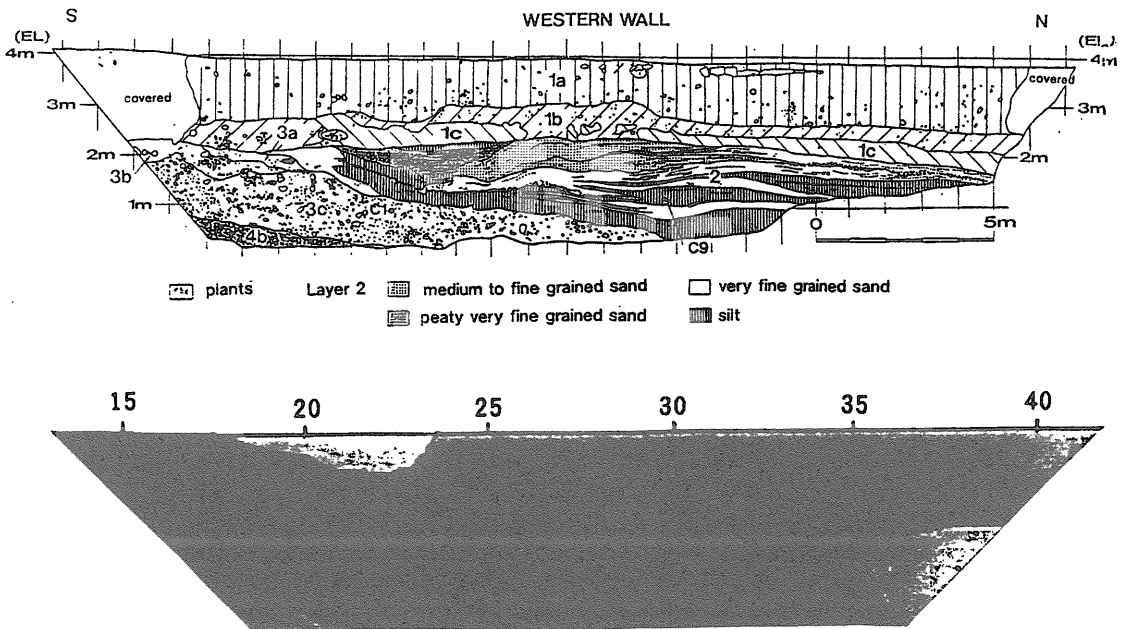 S WESTERN WALL N
(EL)
4m 4m
1a
covered covered
3m 3m
1b
3a 1c
1c
2m 2m
2
3b
3c C1
1m
4b
0 5m
C9
plants Layer 2 medium to fine grained sand very fine grained sand
peaty very fine grained sand silt
15 20 25 30 35 40